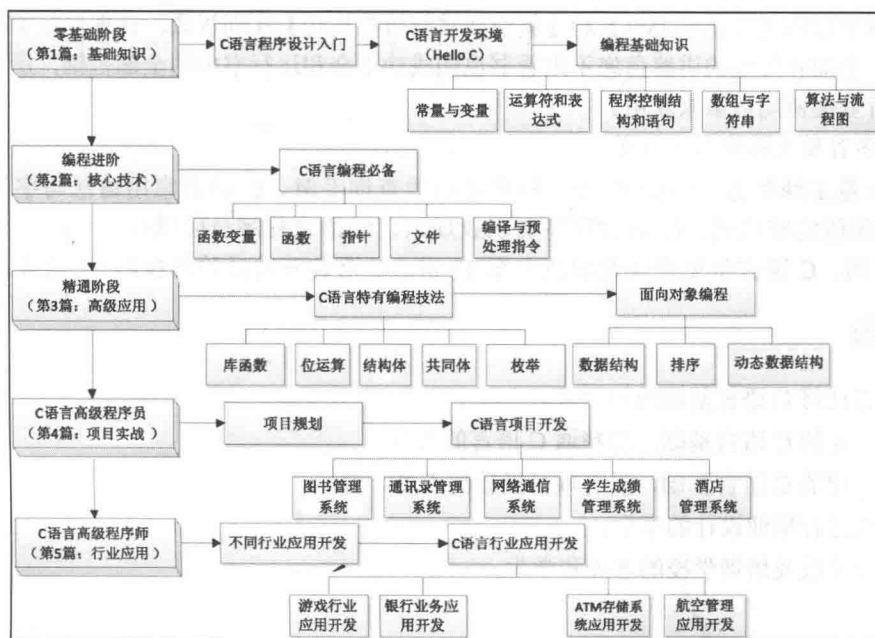 零基础阶段
（第1篇：基础知识）
C语言程序设计入门
C语言开发环境
（Hello C）
编程基础知识
常量与变量
运算符和表
达式
程序控制结
构和语句
数组与字
符串
算法与流
程图
编程进阶
（第2篇：核心技术）
C语言编程必备
函数变量
函数
指针
文件
编译与预
处理指令
精通阶段
（第3篇：高级应用）
C语言特有编程技法
面向对象编程
库函数
位运算
结构体
共同体
枚举
数据结构
排序
动态数据结构
C语言高级程序员
（第4篇：项目实战）
项目规划
C语言项目开发
图书管理
系统
通讯录管理
系统
网络通信
系统
学生成绩
管理系统
酒店
管理系统
C语言高级程序师
（第5篇：行业应用）
不同行业应用开发
C语言行业应用开发
游戏行业
应用开发
银行业务应
用开发
ATM存储系
统应用开发
航空管理
应用开发